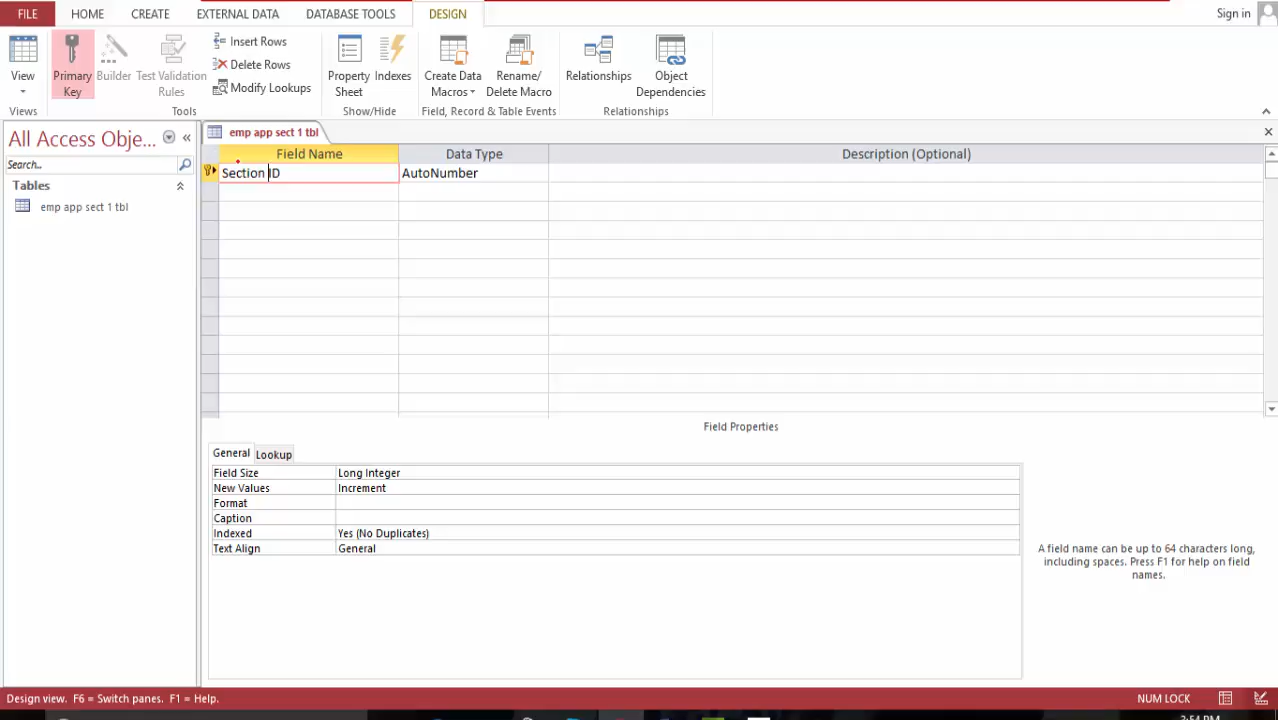 FILE HOME CREATE EXTERNAL DATA DATABASE TOOLS DESIGN Sign in
View
Primary Key
Builder
Test Validation Rules
Insert Rows
Delete Rows
Modify Lookups
Property Sheet
Indexes
Create Data Macros
Rename/ Delete Macro
Relationships
Object Dependencies
Views Tools Show/Hide Field, Record & Table Events Relationships
All Access Obje...
Search...
Tables
emp app sect 1 tbl
emp app sect 1 tbl
Field Name Data Type Description (Optional)
Section ID AutoNumber
Field Properties
General Lookup
Field Size Long Integer
New Values Increment
Format
Caption
Indexed Yes (No Duplicates)
Text Align General
A field name can be up to 64 characters long,
including spaces. Press F1 for help on field
names.
Design view. F6 = Switch panes. F1 = Help. NUM LOCK